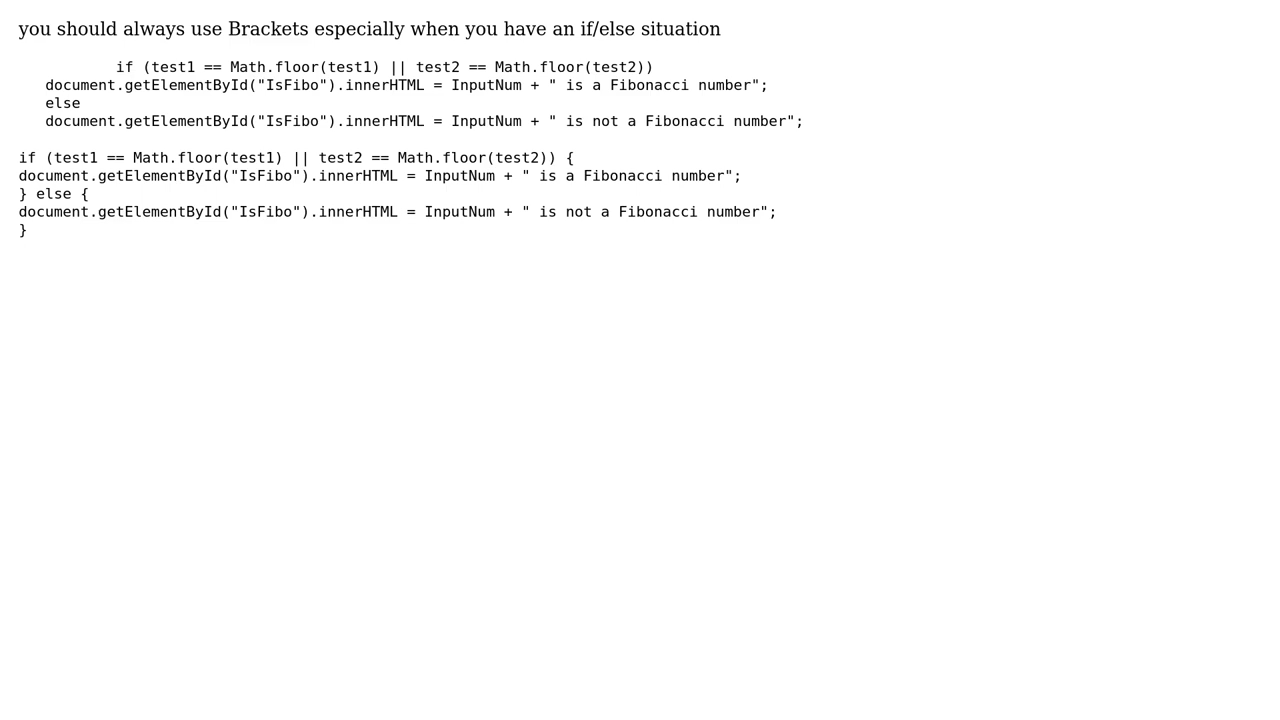 you should always use Brackets especially when you have an if/else situation
if (test1 == Math.floor(test1) || test2 == Math.floor(test2))
document.getElementById("IsFibo").innerHTML = InputNum + " is a Fibonacci number";
else
document.getElementById("IsFibo").innerHTML = InputNum + " is not a Fibonacci number";
if (test1 == Math.floor(test1) || test2 == Math.floor(test2)) {
document.getElementById("IsFibo").innerHTML = InputNum + " is a Fibonacci number";
} else {
document.getElementById("IsFibo").innerHTML = InputNum + " is not a Fibonacci number";
}